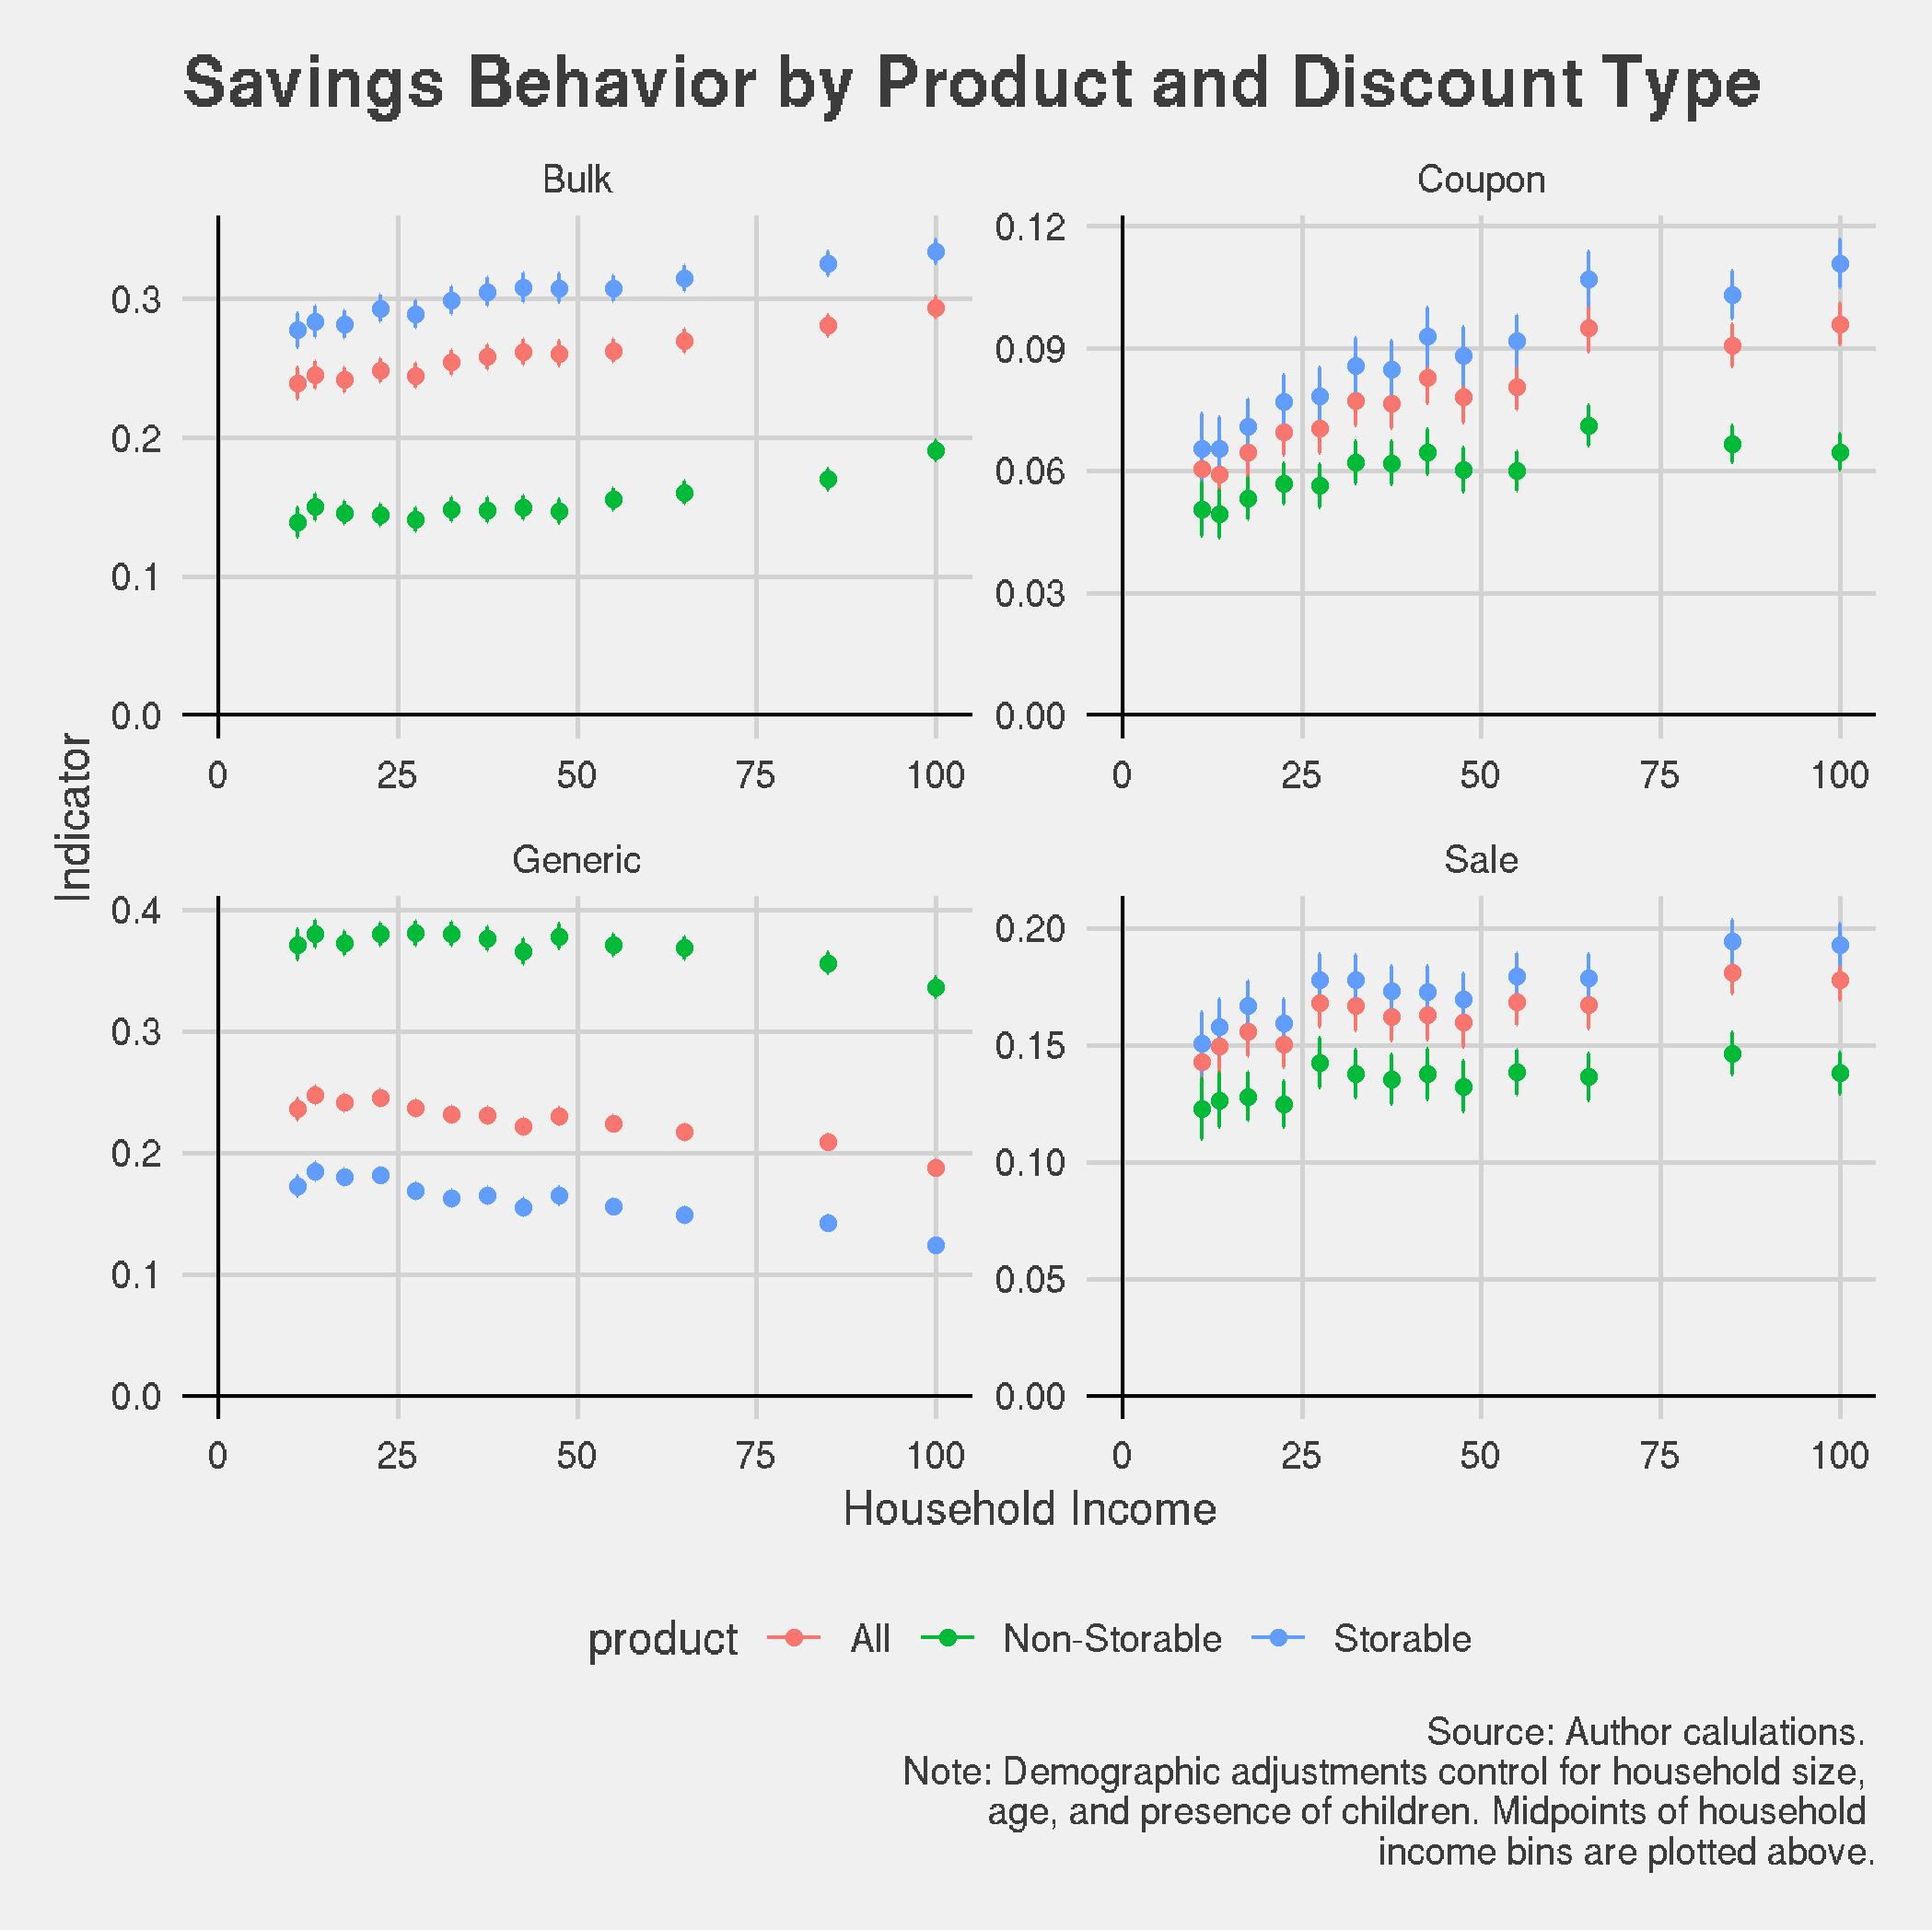 Savings Behavior by Product and Discount Type
Bulk
Coupon
0.3
0.2
0.1
0.0
0.12
0.09
0.06
0.03
0.00
0 25 50 75 100
0 25 50 75 100
Indicator
Generic
Sale
0.4
0.3
0.2
0.1
0.0
0.20
0.15
0.10
0.05
0.00
0 25 50 75 100
0 25 50 75 100
Household Income
product All Non-Storable Storable
Source: Author calulations.
Note: Demographic adjustments control for household size,
age, and presence of children. Midpoints of household
income bins are plotted above.